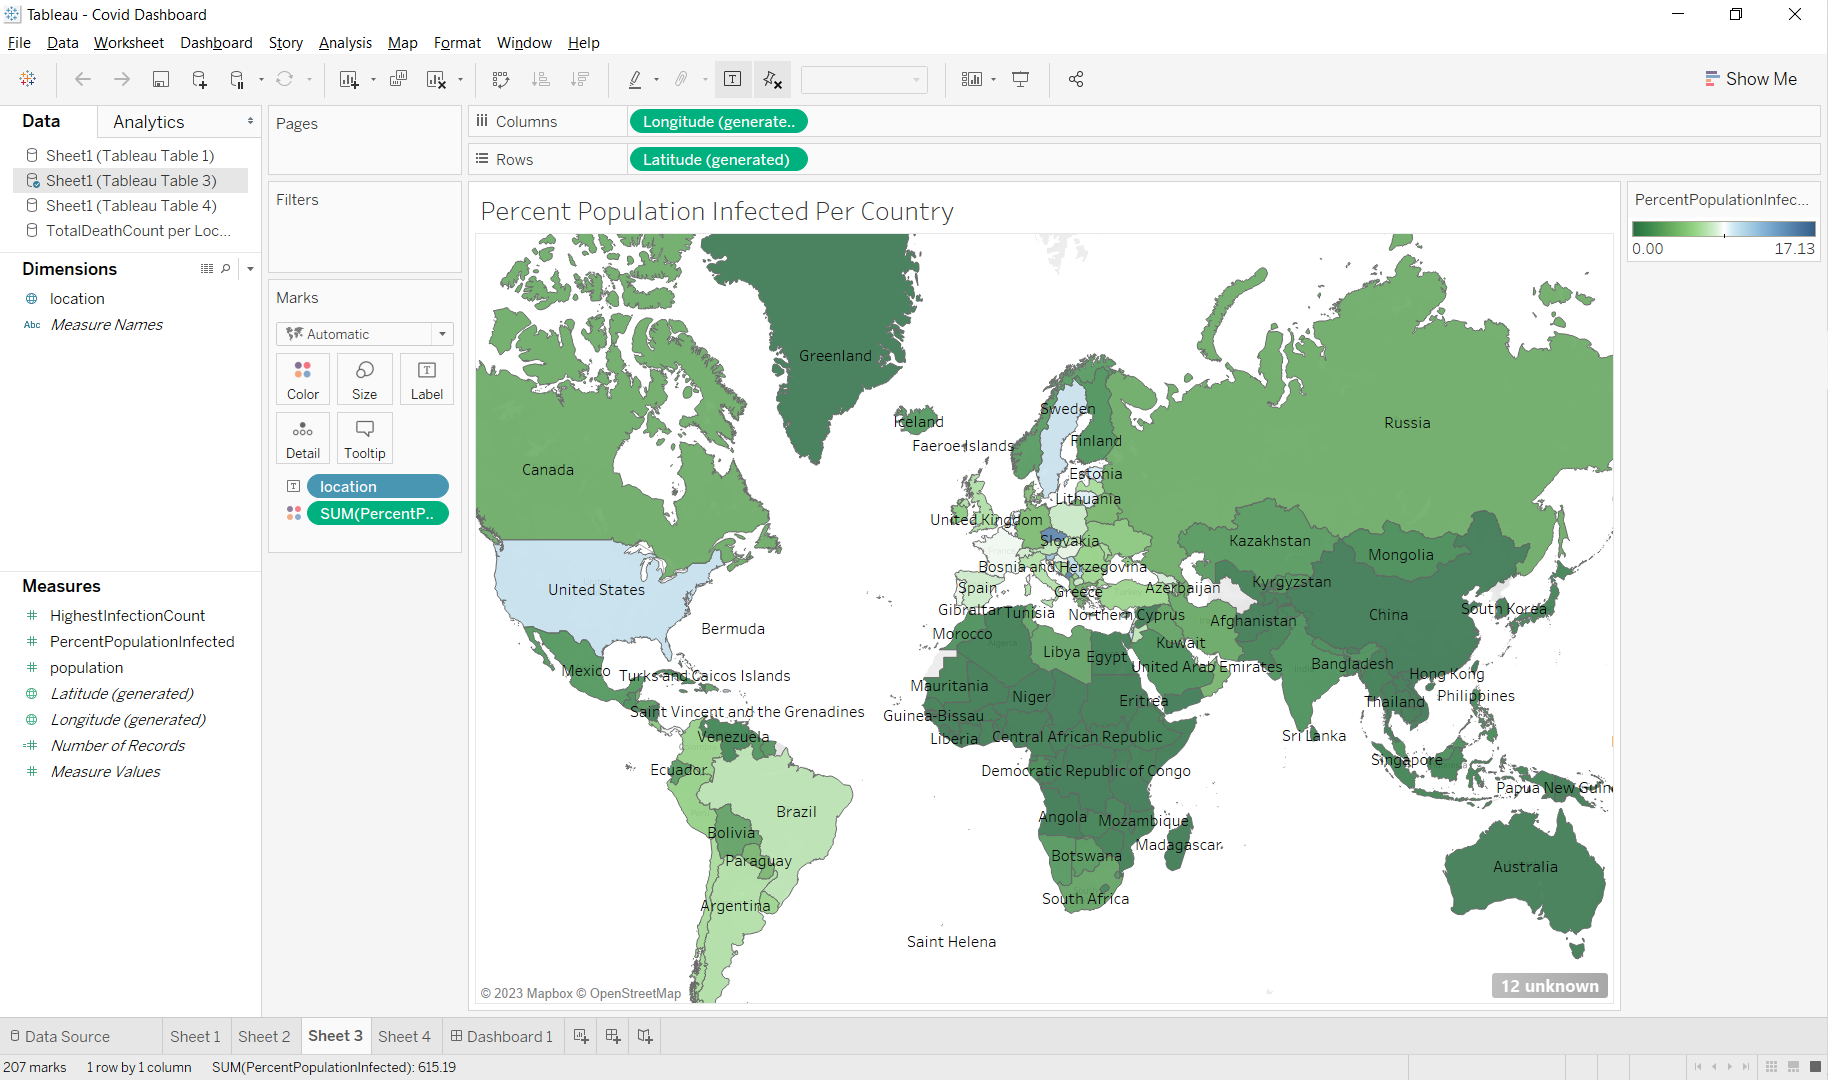 Tableau - Covid Dashboard
File Data Worksheet Dashboard Story Analysis Map Format Window Help
Show Me
Data Analytics
Sheet1 (Tableau Table 1)
Sheet1 (Tableau Table 3)
Sheet1 (Tableau Table 4)
TotalDeathCount per Loc...
Dimensions
location
Abc Measure Names
Measures
HighestInfectionCount
PercentPopulationInfected
population
Latitude (generated)
Longitude (generated)
Number of Records
Measure Values
Pages
Filters
Marks
Automatic
Color Size Label
Detail Tooltip
location
SUM(PercentP..
Columns Longitude (generate..
Rows Latitude (generated)
Percent Population Infected Per Country
Greenland
Iceland
Sweden
Faeroe Islands
Finland
Russia
Canada
Estonia
Lithuania
United Kingdom
Slovakia
Kazakhstan
Mongolia
Bosnia and Herzegovina
United States
Spain
Greece
Azerbaijan
Kyrgyzstan
Gibraltar
Tunisia
Northern Cyprus
Afghanistan
China
South Korea
Bermuda
Morocco
Libya
Egypt
Kuwait
Bangladesh
Mexico
Turks and Caicos Islands
United Arab Emirates
Hong Kong
Mauritania
Niger
Eritrea
Thailand
Philippines
Saint Vincent and the Grenadines
Guinea-Bissau
Venezuela
Liberia
Central African Republic
Sri Lanka
Ecuador
Democratic Republic of Congo
Singapore
Papua New Guin
Brazil
Angola
Mozambique
Bolivia
Madagascar
Paraguay
Botswana
Australia
Argentina
South Africa
Saint Helena
© 2023 Mapbox © OpenStreetMap
12 unknown
PercentPopulationInfec...
0.00 17.13
Data Source Sheet 1 Sheet 2 Sheet 3 Sheet 4 Dashboard 1
207 marks 1 row by 1 column SUM(PercentPopulationInfected): 615.19